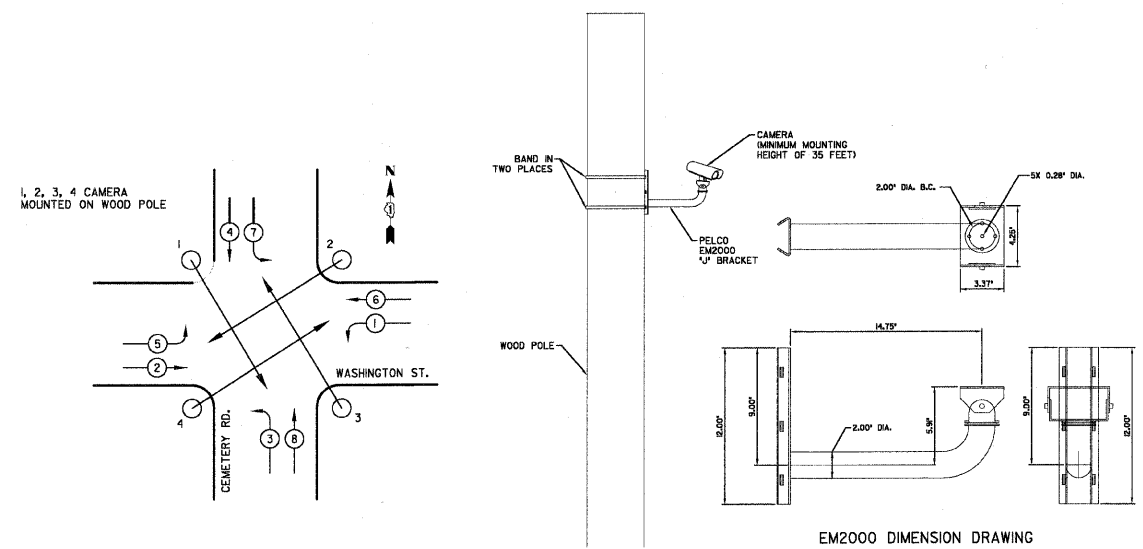 1, 2, 3, 4 CAMERA
MOUNTED ON WOOD POLE
N
1
4
7
1
2
6
1
5
2
WASHINGTON ST.
4
3
CEMETERY RD.
3
8
BAND IN
TWO PLACES
CAMERA
(MINIMUM MOUNTING
HEIGHT OF 35 FEET)
PELCO
EM2000
"J" BRACKET
WOOD POLE
2.00" DIA. B.C.
5X 0.28" DIA.
4.25"
3.37"
14.75"
12.00"
9.00"
2.00" DIA.
5.91"
9.00"
12.00"
EM2000 DIMENSION DRAWING